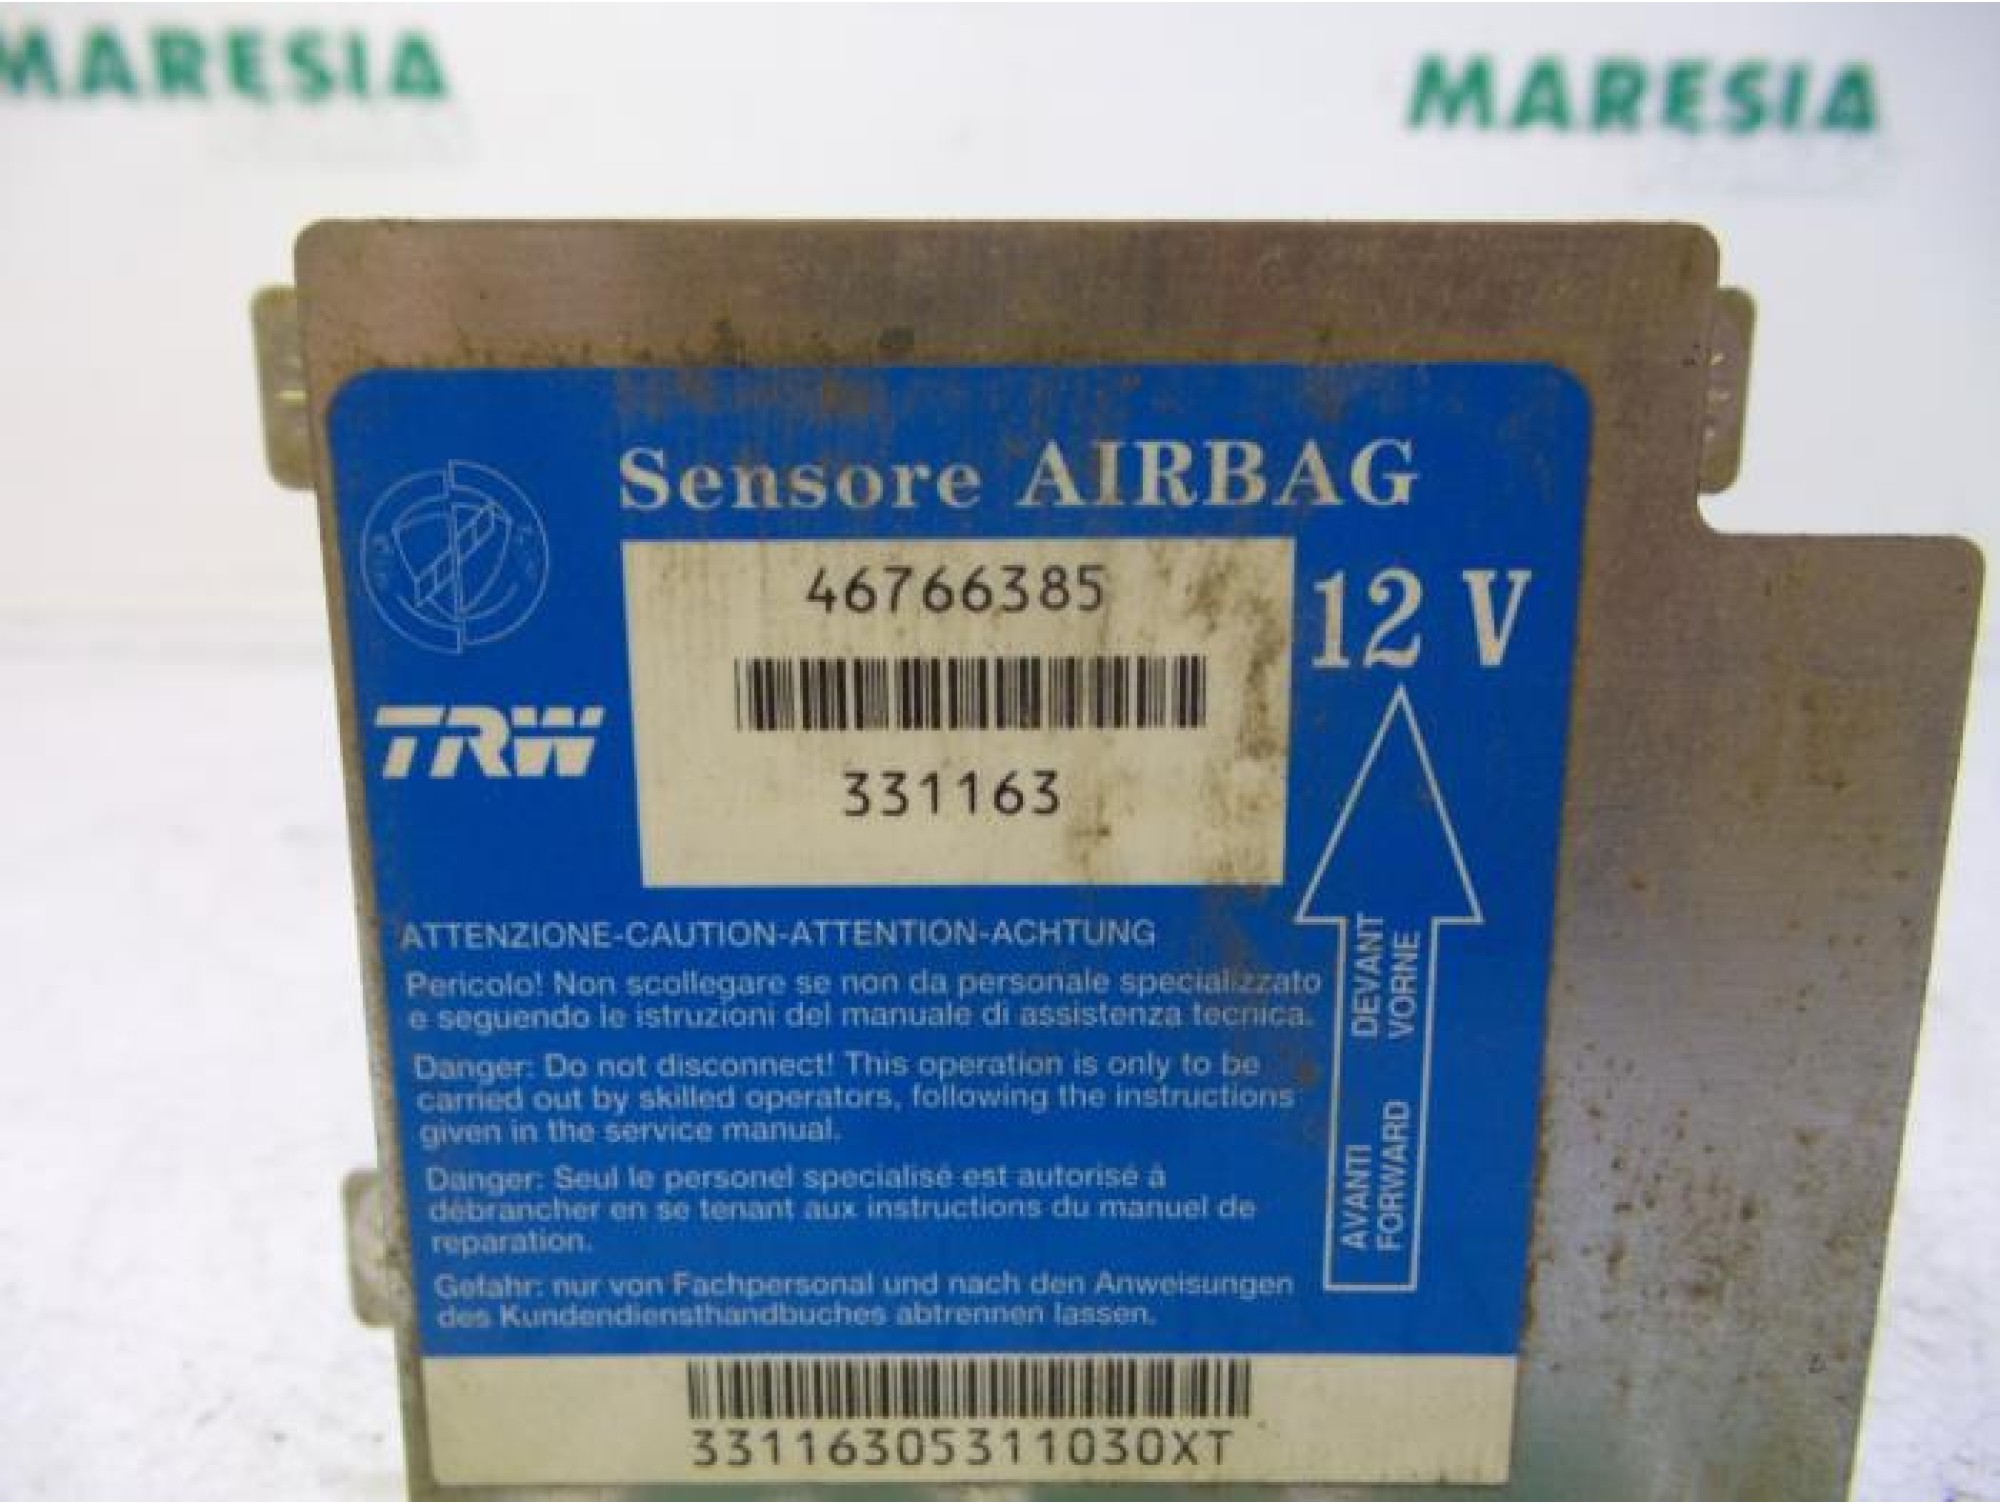 MARESIA
MARESIA
Sensore AIRBAG
46766385
12 V
TRW
331163
ATTENZIONE-CAUTION-ATTENTION-ACHTUNG
Pericolo! Non scollegare se non da personale specializzato
e seguendo le istruzioni del manuale di assistenza tecnica.
Danger: Do not disconnect! This operation is only to be
carried out by skilled operators, following the instructions
given in the service manual.
Danger: Seul le personel specialisé est autorisé à
débrancher en se tenant aux instructions du manuel de
reparation.
Gefahr: nur von Fachpersonal und nach den Anweisungen
des Kundendiensthandbuches abtrennen lassen.
AVANTI DEVANT
FORWARD VORNE
33116305311030XT